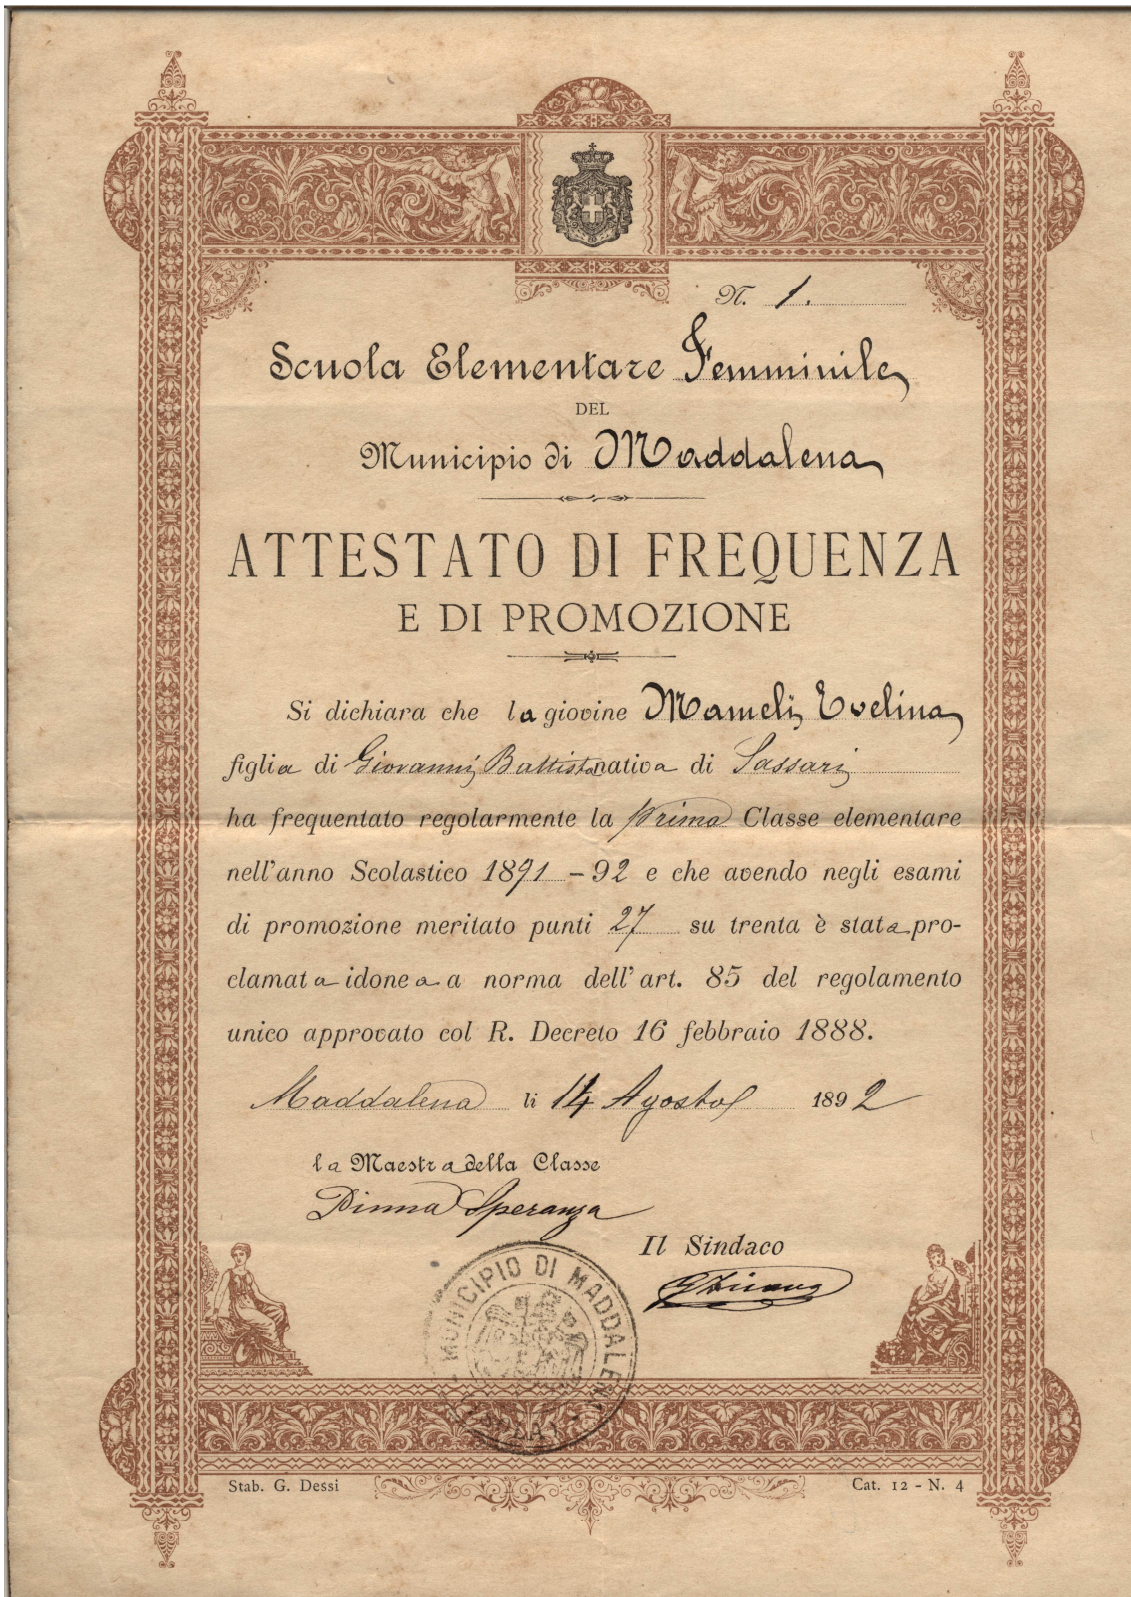 N. 1.
Scuola Elementare Femminile
DEL
Municipio di Maddalena
ATTESTATO DI FREQUENZA
E DI PROMOZIONE
Si dichiara che la giovine Mameli Evelina
figlia di Giovanni Battista nativa di Sassari
ha frequentato regolarmente la prima Classe elementare
nell'anno Scolastico 1891-92 e che avendo negli esami
di promozione meritato punti 27 su trenta è stata pro-
clamata idonea a norma dell'art. 85 del regolamento
unico approvato col R. Decreto 16 febbraio 1888.
Maddalena li 14 Agosto 1892
la Maestra della Classe
Pinna Speranza
Il Sindaco
MUNICIPIO DI MADDALENA
Stab. G. Dessi
Cat. 12 - N. 4